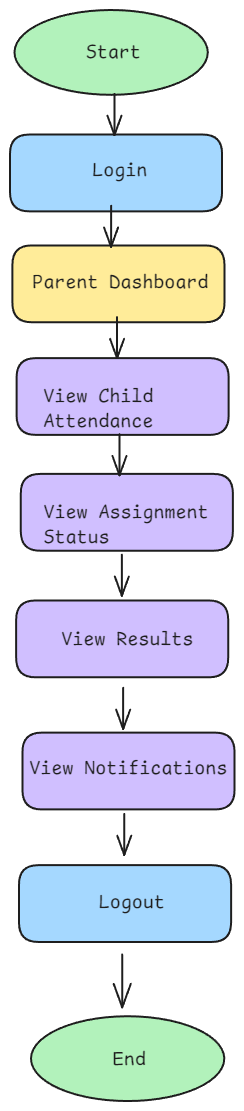 Start
Login
Parent Dashboard
View Child
Attendance
View Assignment
Status
View Results
View Notifications
Logout
End